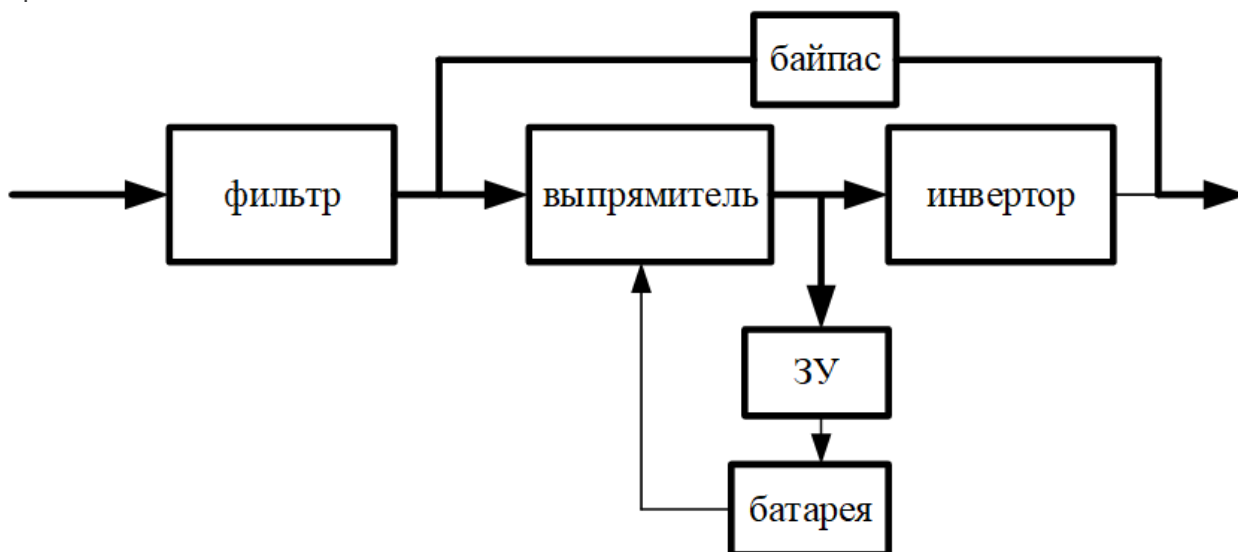 байпас
фильтр
выпрямитель
инвертор
ЗУ
батарея